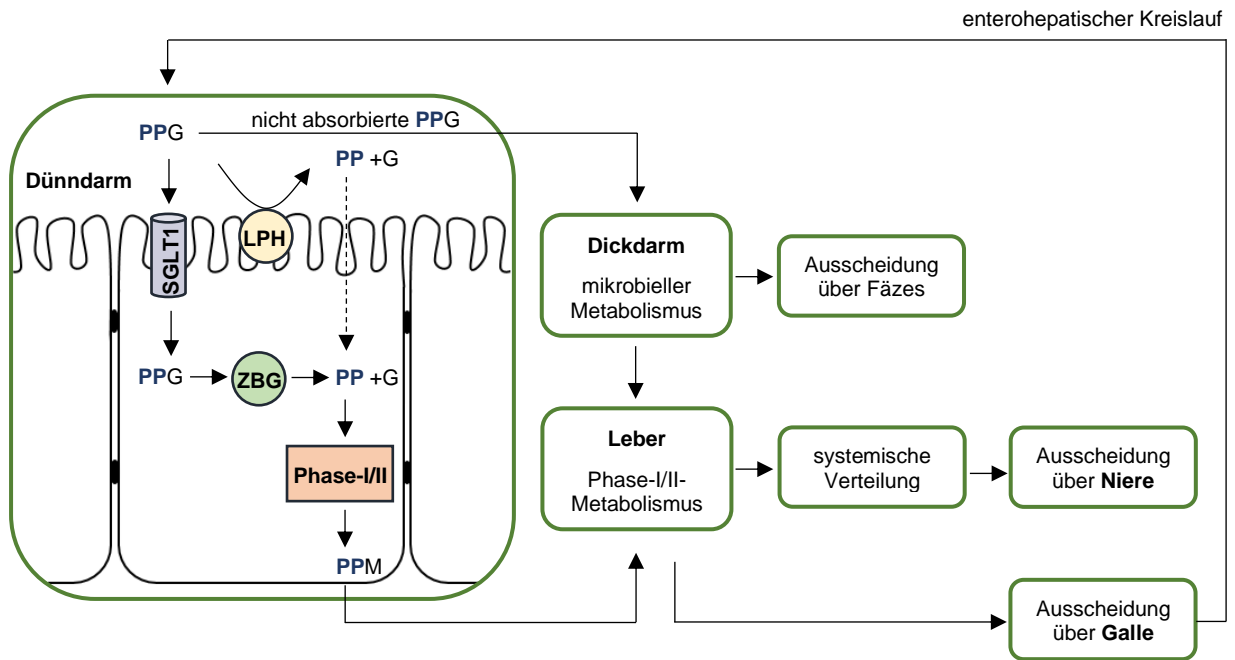 enterohepatischer Kreislauf
nicht absorbierte PPG
PPG
PP +G
Dünndarm
SGLT1
LPH
PPG
ZBG
PP +G
Phase-I/II
PPM
Dickdarm
mikrobieller
Metabolismus
Ausscheidung
über Fäzes
Leber
Phase-I/II-
Metabolismus
systemische
Verteilung
Ausscheidung
über Niere
Ausscheidung
über Galle